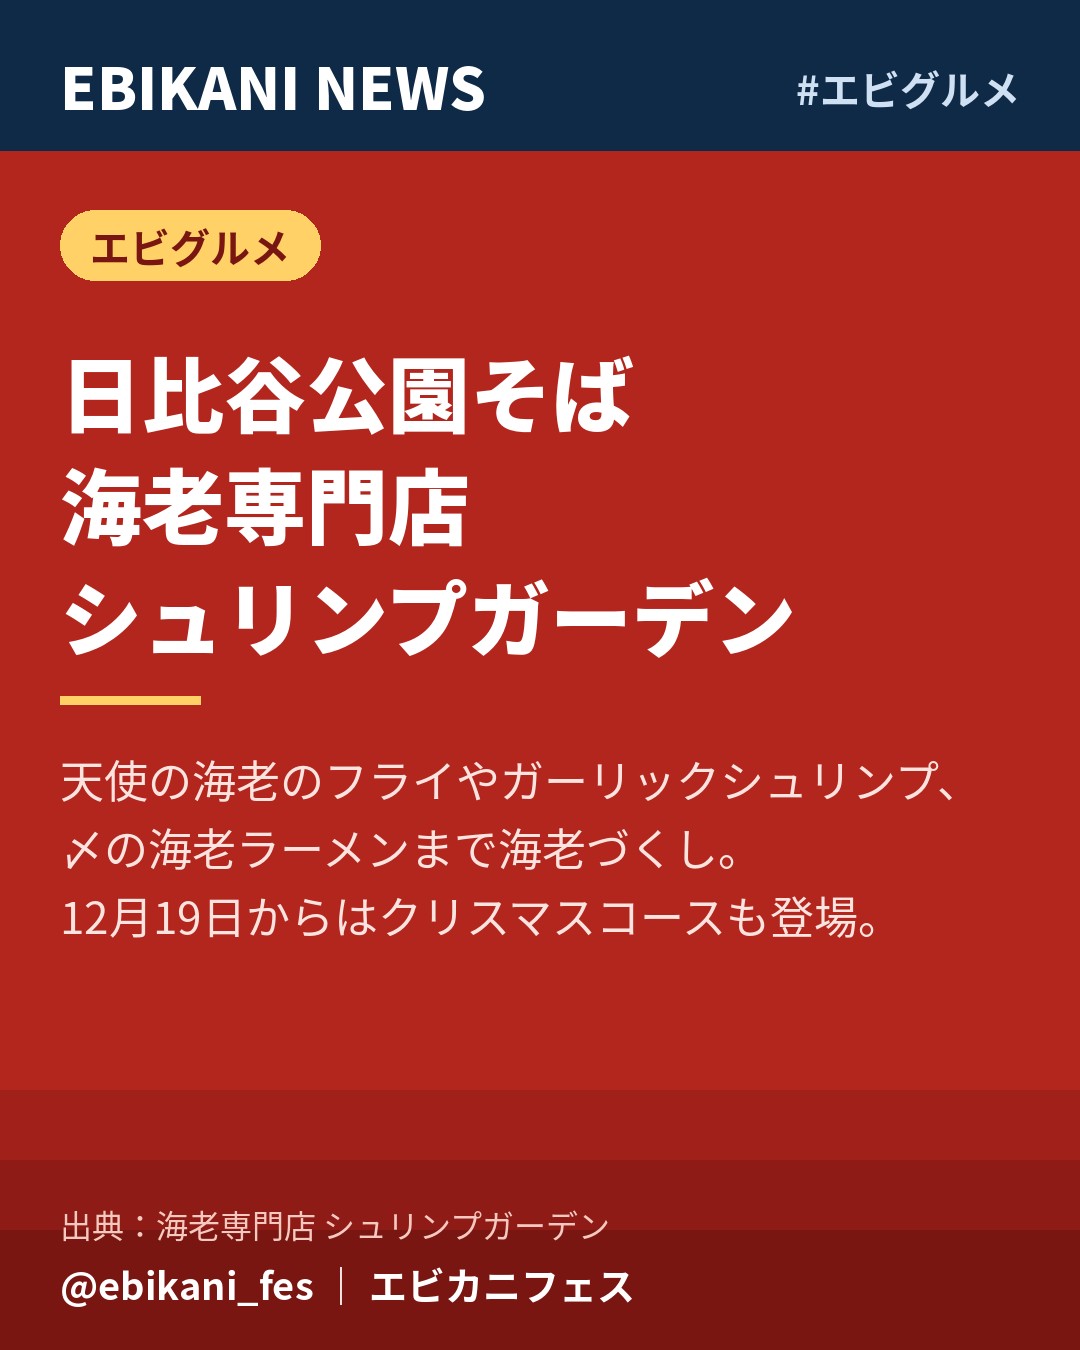 EBIKANI NEWS
#エビグルメ
エビグルメ
日比谷公園そば
海老専門店
シュリンプガーデン
天使の海老のフライやガーリックシュリンプ、
〆の海老ラーメンまで海老づくし。
12月19日からはクリスマスコースも登場。
出典：海老専門店 シュリンプガーデン
@ebikani_fes ｜ エビカニフェス